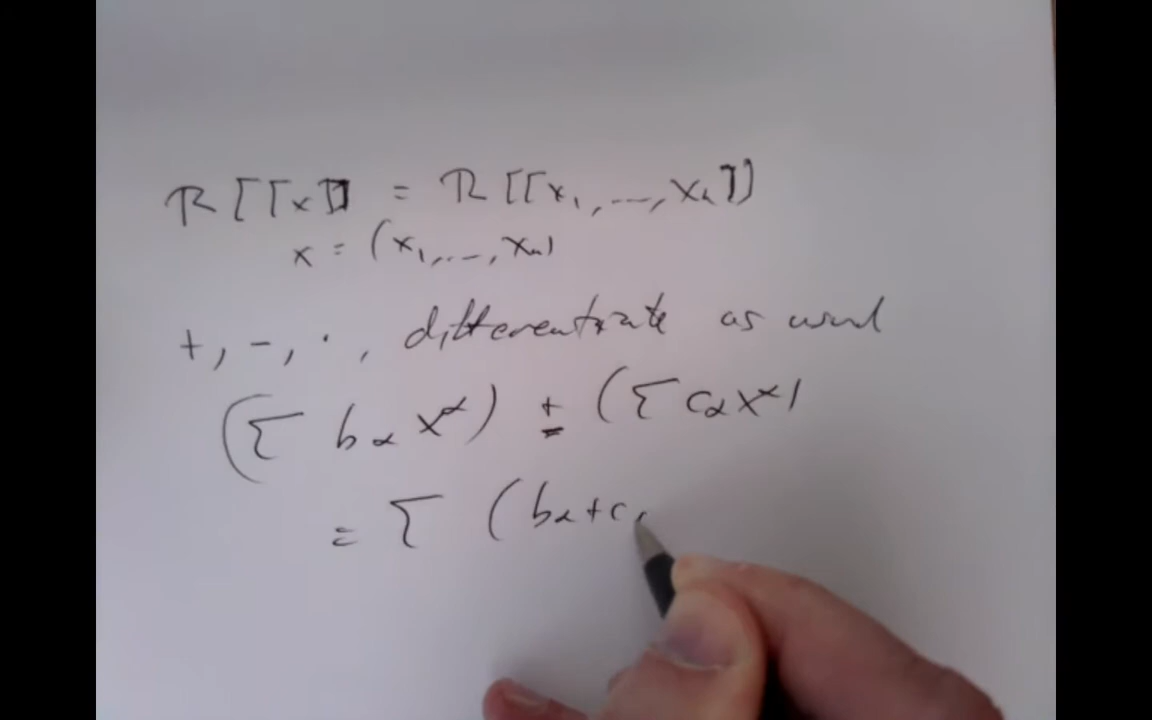 ℝ[[x]] = ℝ[[x₁,...,xₙ]]
x = (x₁,...,xₙ)
+, -, ·, differentiate as usual
(Σ b_α x^α) ± (Σ c_α x^α)
= Σ (b_α + c